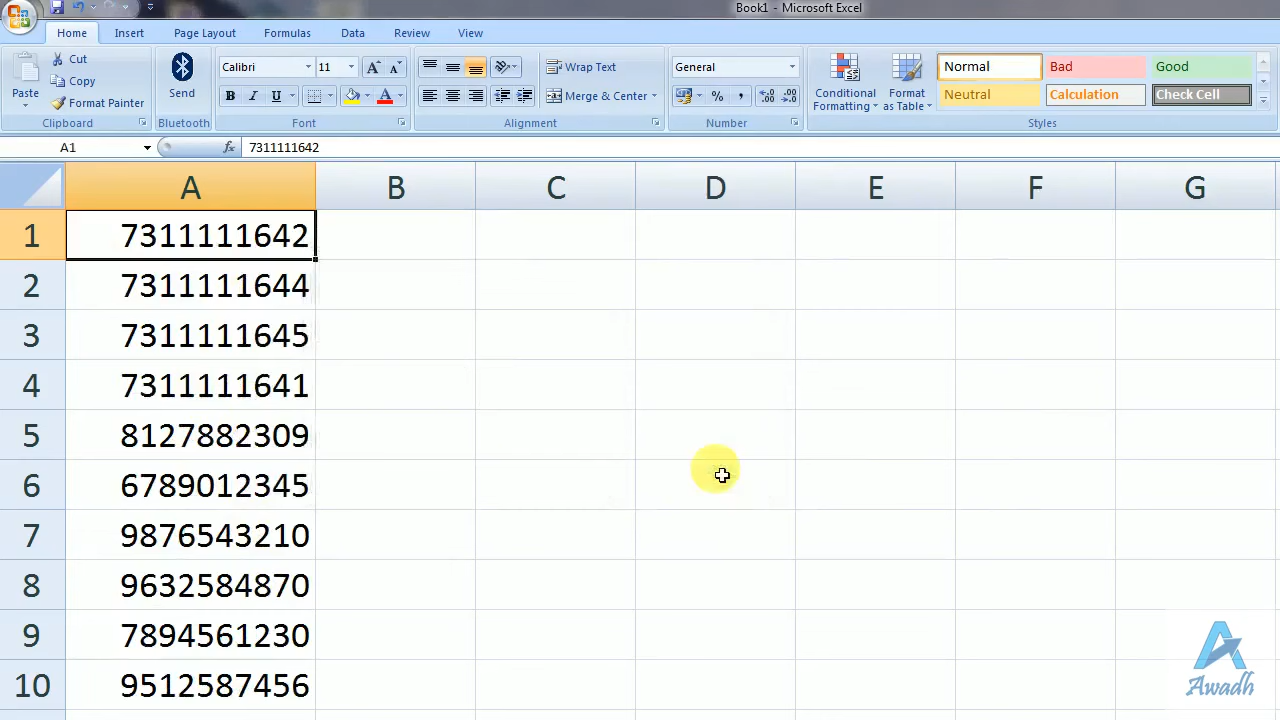 Book1 - Microsoft Excel
Home Insert Page Layout Formulas Data Review View
Paste
Cut
Copy
Format Painter
Clipboard
Send
Bluetooth
Calibri 11
B I U
Font
Wrap Text
Merge & Center
Alignment
General
Number
Conditional Formatting
Format as Table
Normal Bad Good
Neutral Calculation Check Cell
Styles
A1 fx 7311111642
A B C D E F G
1 7311111642
2 7311111644
3 7311111645
4 7311111641
5 8127882309
6 6789012345
7 9876543210
8 9632584870
9 7894561230
10 9512587456
Awadh